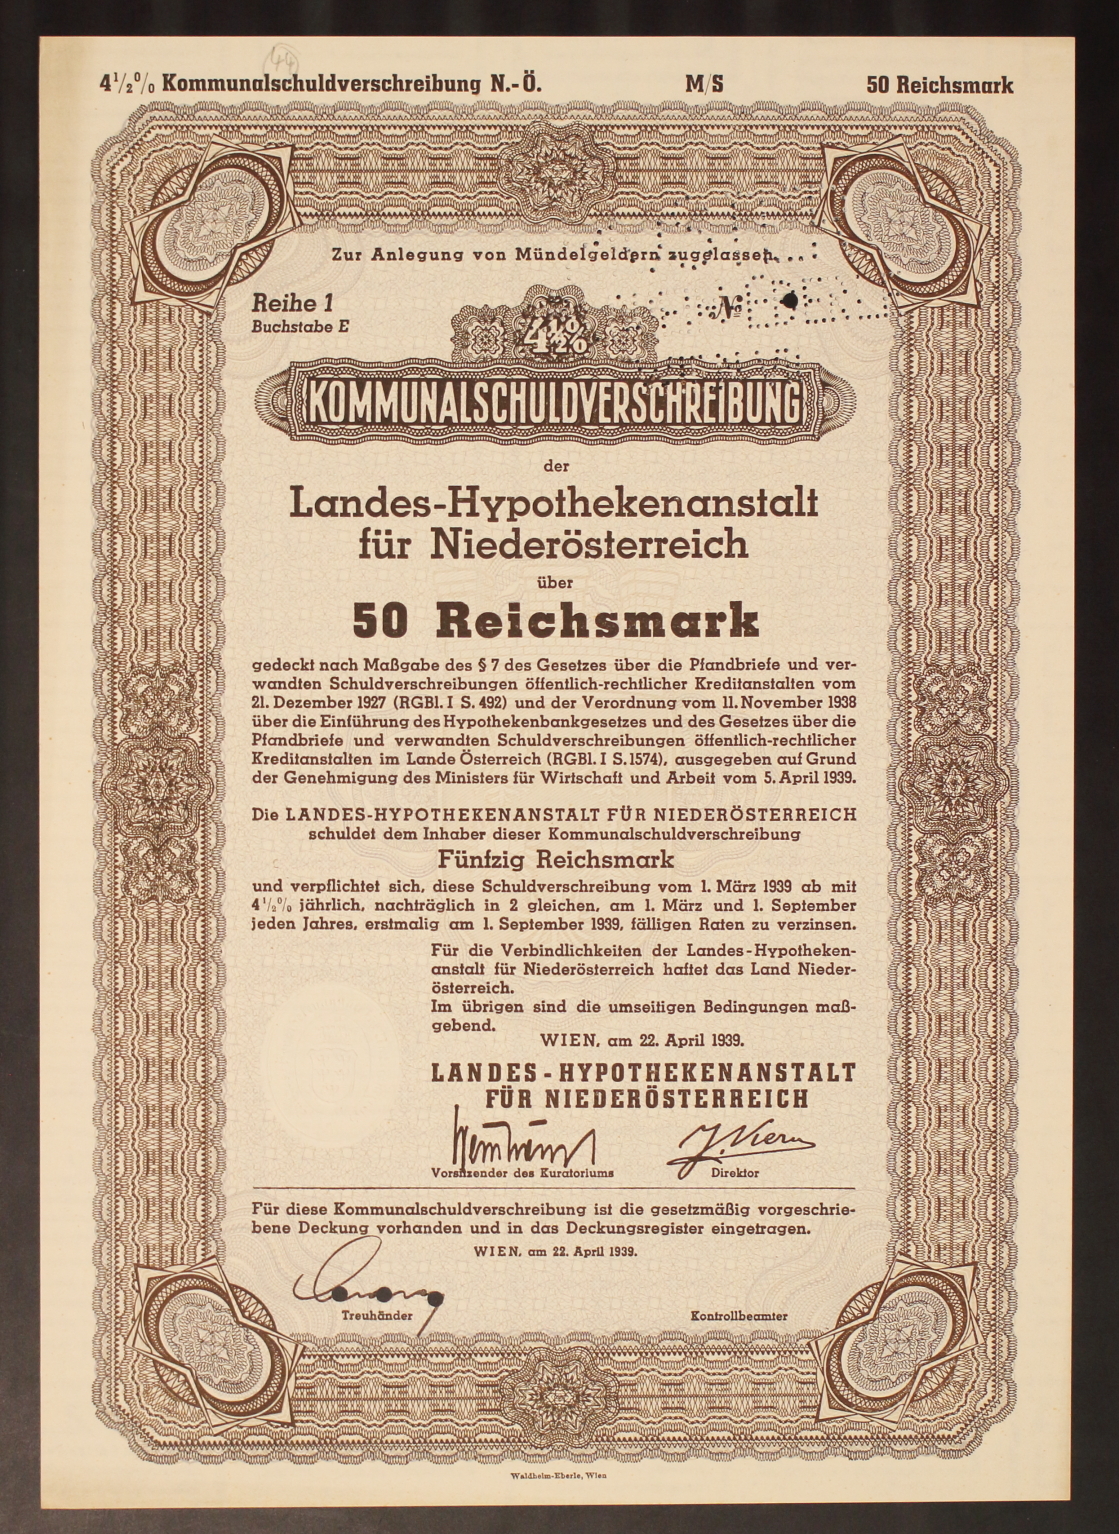 44
4½% Kommunalschuldverschreibung N.-Ö. M/S 50 Reichsmark
Zur Anlegung von Mündelgeldern zugelassen.
Reihe 1
Buchstabe E
№
4½%
KOMMUNALSCHULDVERSCHREIBUNG
der
Landes-Hypothekenanstalt
für Niederösterreich
über
50 Reichsmark
gedeckt nach Maßgabe des § 7 des Gesetzes über die Pfandbriefe und ver-
wandten Schuldverschreibungen öffentlich-rechtlicher Kreditanstalten vom
21. Dezember 1927 (RGBl. I S. 492) und der Verordnung vom 11. November 1938
über die Einführung des Hypothekenbankgesetzes und des Gesetzes über die
Pfandbriefe und verwandten Schuldverschreibungen öffentlich-rechtlicher
Kreditanstalten im Lande Österreich (RGBl. I S. 1574), ausgegeben auf Grund
der Genehmigung des Ministers für Wirtschaft und Arbeit vom 5. April 1939.
Die LANDES-HYPOTHEKENANSTALT FÜR NIEDERÖSTERREICH
schuldet dem Inhaber dieser Kommunalschuldverschreibung
Fünfzig Reichsmark
und verpflichtet sich, diese Schuldverschreibung vom 1. März 1939 ab mit
4½% jährlich, nachträglich in 2 gleichen, am 1. März und 1. September
jeden Jahres, erstmalig am 1. September 1939, fälligen Raten zu verzinsen.
Für die Verbindlichkeiten der Landes-Hypotheken-
anstalt für Niederösterreich haftet das Land Nieder-
österreich.
Im übrigen sind die umseitigen Bedingungen maß-
gebend.
WIEN, am 22. April 1939.
LANDES-HYPOTHEKENANSTALT
FÜR NIEDERÖSTERREICH
Vorsitzender des Kuratoriums Direktor
Für diese Kommunalschuldverschreibung ist die gesetzmäßig vorgeschrie-
bene Deckung vorhanden und in das Deckungsregister eingetragen.
WIEN, am 22. April 1939.
Treuhänder Kontrollbeamter
Waldheim-Eberle, Wien